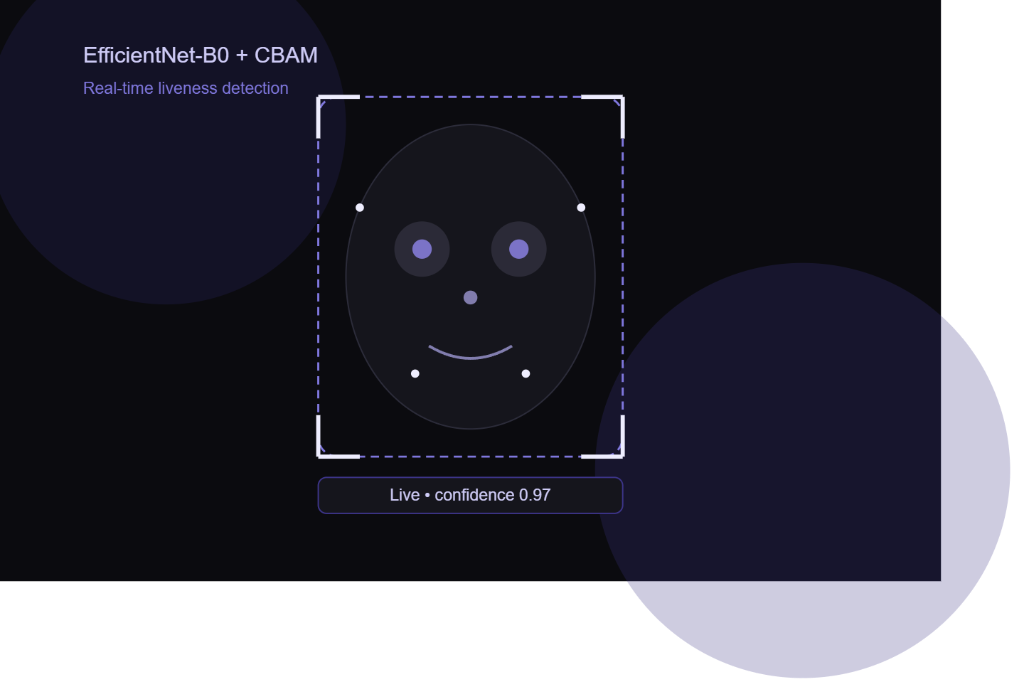 EfficientNet-B0 + CBAM
Real-time liveness detection
Live • confidence 0.97